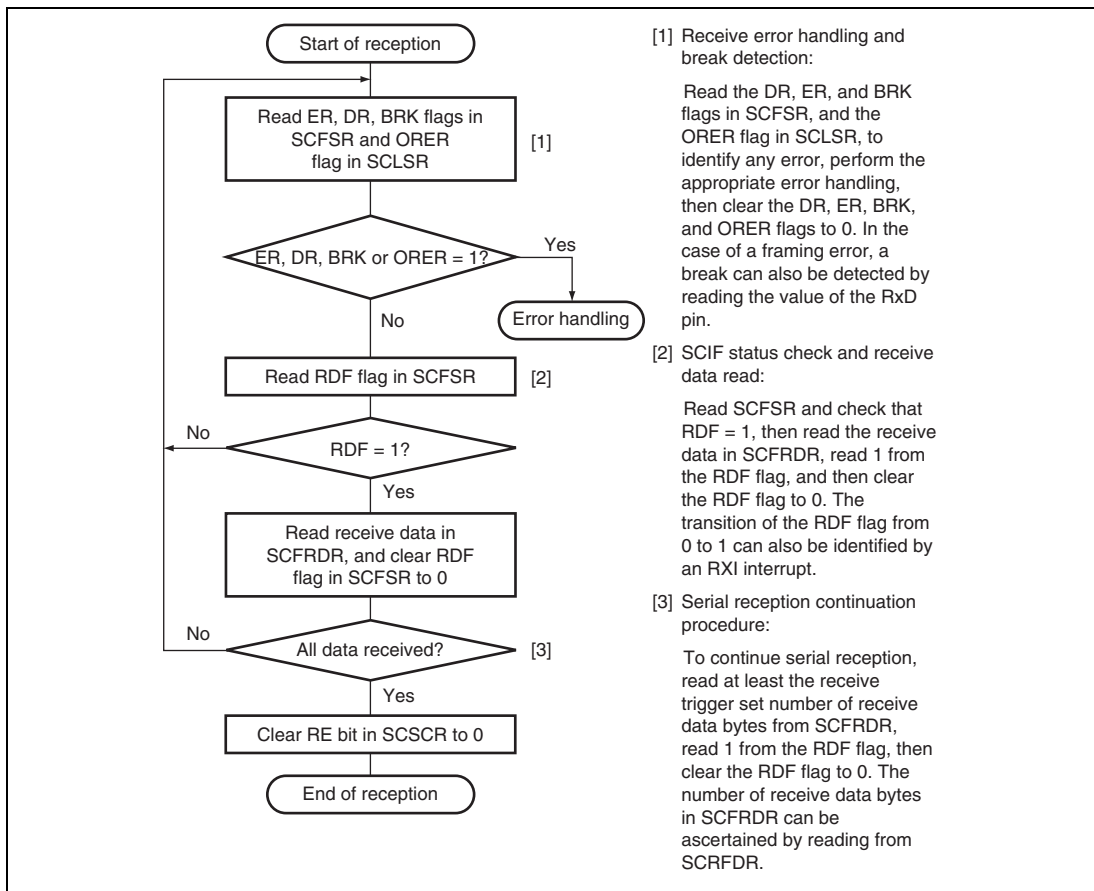 Start of reception
Read ER, DR, BRK flags in
SCFSR and ORER
flag in SCLSR
[1]
ER, DR, BRK or ORER = 1?
Yes
Error handling
No
Read RDF flag in SCFSR
[2]
No
RDF = 1?
Yes
Read receive data in
SCFRDR, and clear RDF
flag in SCFSR to 0
No
All data received?
[3]
Yes
Clear RE bit in SCSCR to 0
End of reception
[1] Receive error handling and
break detection:
Read the DR, ER, and BRK
flags in SCFSR, and the
ORER flag in SCLSR, to
identify any error, perform the
appropriate error handling,
then clear the DR, ER, BRK,
and ORER flags to 0. In the
case of a framing error, a
break can also be detected by
reading the value of the RxD
pin.
[2] SCIF status check and receive
data read:
Read SCFSR and check that
RDF = 1, then read the receive
data in SCFRDR, read 1 from
the RDF flag, and then clear
the RDF flag to 0. The
transition of the RDF flag from
0 to 1 can also be identified by
an RXI interrupt.
[3] Serial reception continuation
procedure:
To continue serial reception,
read at least the receive
trigger set number of receive
data bytes from SCFRDR,
read 1 from the RDF flag, then
clear the RDF flag to 0. The
number of receive data bytes
in SCFRDR can be
ascertained by reading from
SCRFDR.